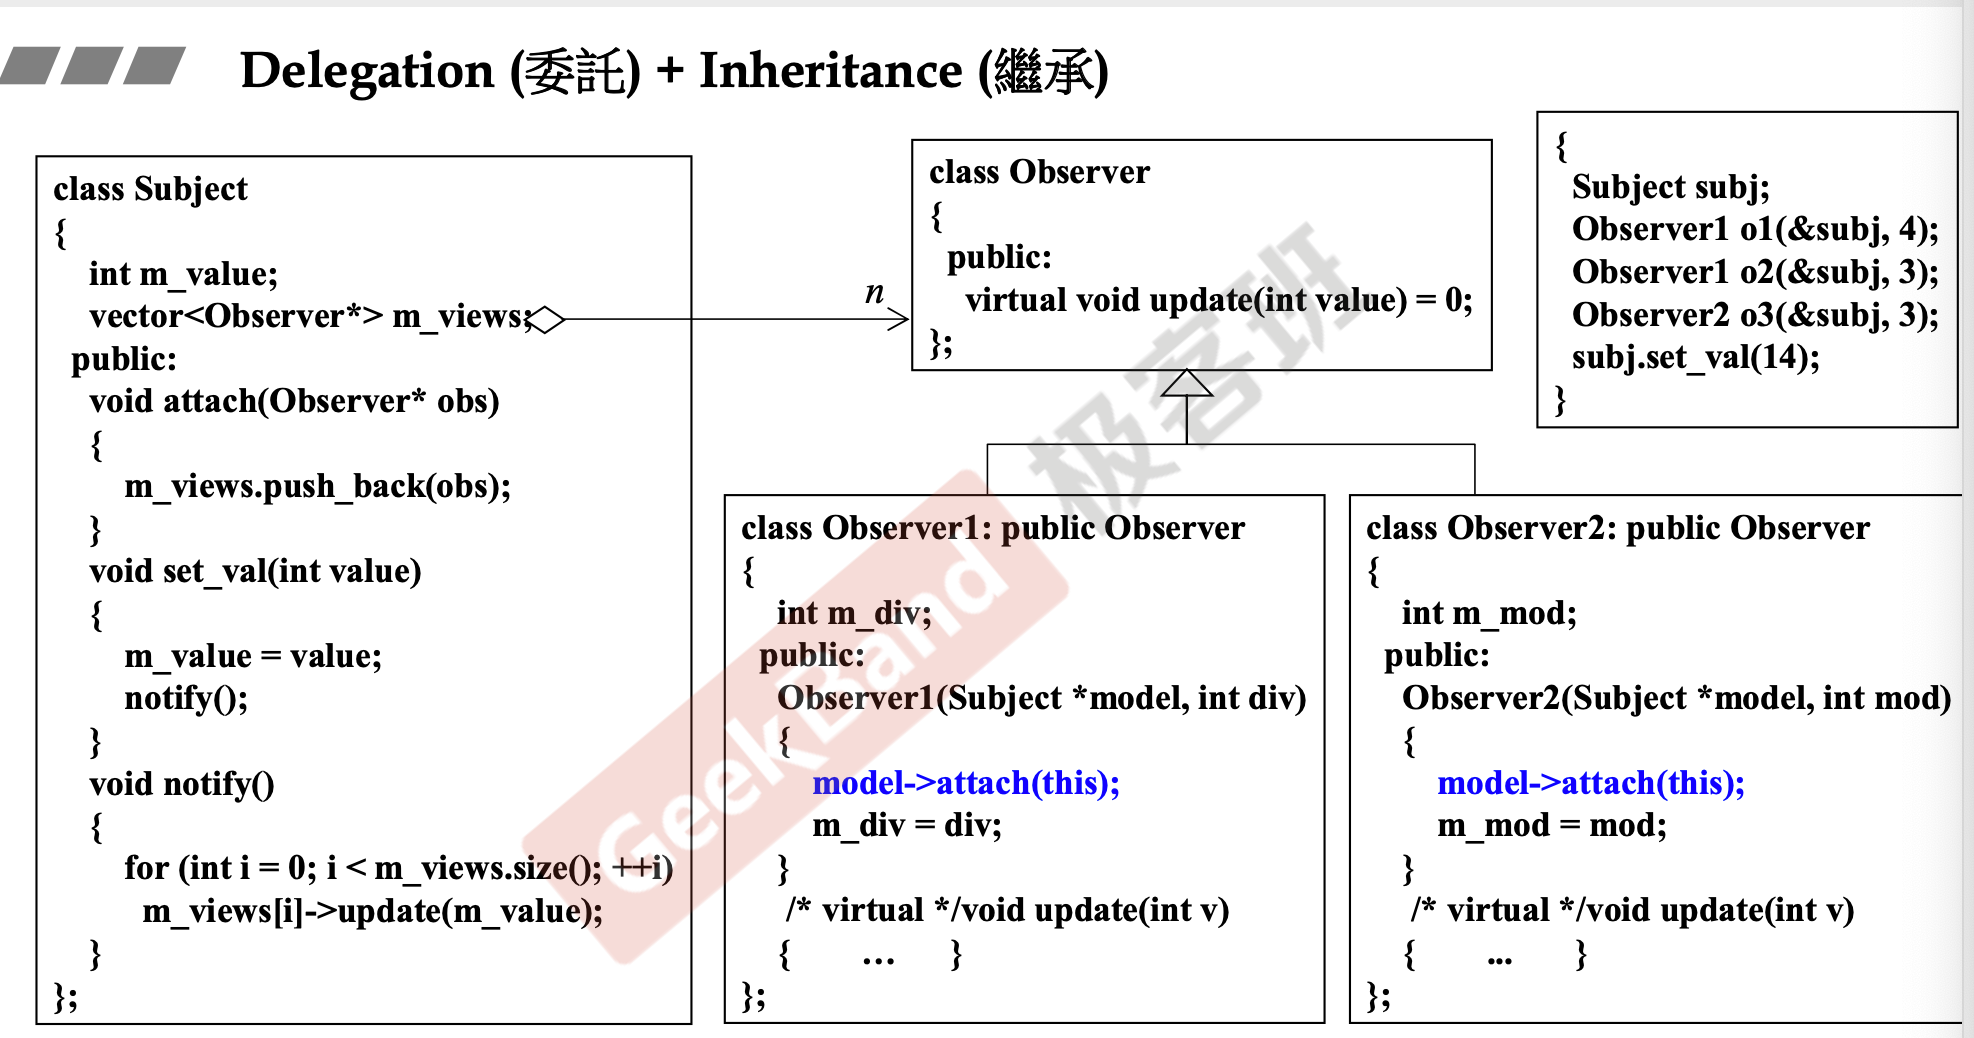 Delegation (委託) + Inheritance (繼承)
class Subject
{
int m_value;
vector<Observer*> m_views;
public:
void attach(Observer* obs)
{
m_views.push_back(obs);
}
void set_val(int value)
{
m_value = value;
notify();
}
void notify()
{
for (int i = 0; i < m_views.size(); ++i)
m_views[i]->update(m_value);
}
};
n
class Observer
{
public:
virtual void update(int value) = 0;
};
{
Subject subj;
Observer1 o1(&subj, 4);
Observer1 o2(&subj, 3);
Observer2 o3(&subj, 3);
subj.set_val(14);
}
class Observer1: public Observer
{
int m_div;
public:
Observer1(Subject *model, int div)
{
model->attach(this);
m_div = div;
}
/* virtual */void update(int v)
{ ... }
};
class Observer2: public Observer
{
int m_mod;
public:
Observer2(Subject *model, int mod)
{
model->attach(this);
m_mod = mod;
}
/* virtual */void update(int v)
{ ... }
};
GeekBand 极客班